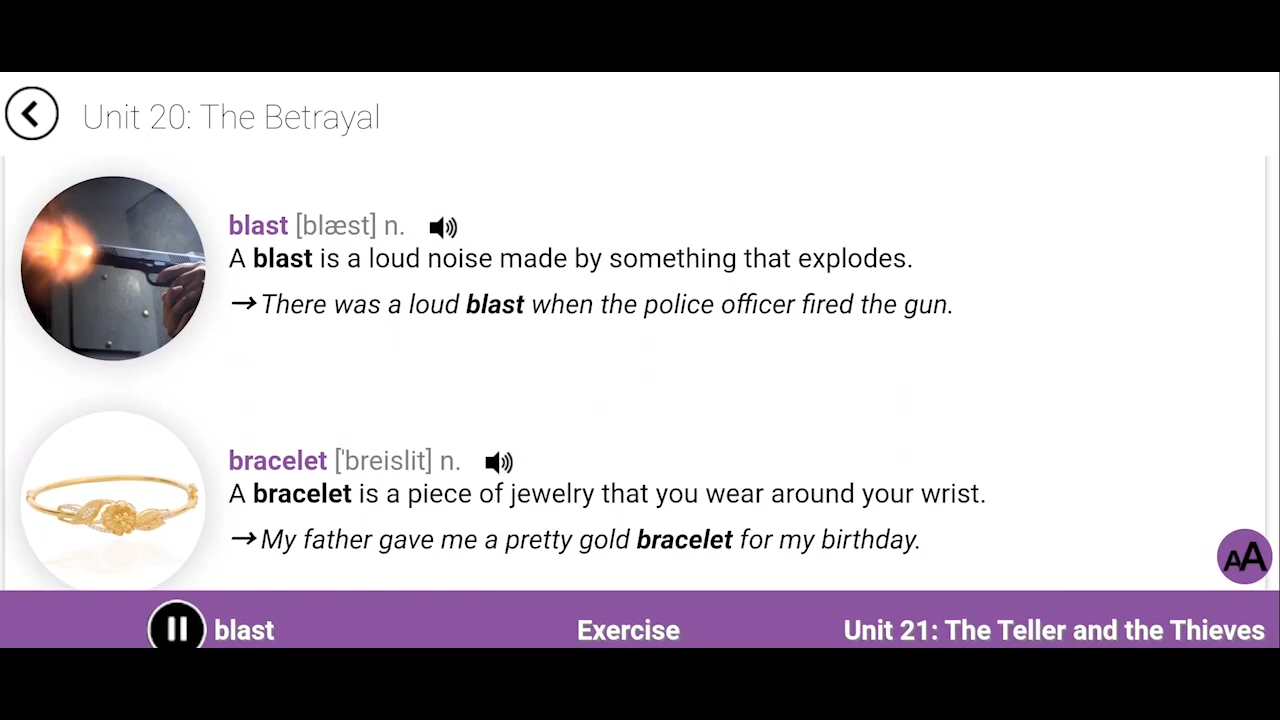 Unit 20: The Betrayal
blast [blæst] n.
A blast is a loud noise made by something that explodes.
→ There was a loud blast when the police officer fired the gun.
bracelet [ˈbreislit] n.
A bracelet is a piece of jewelry that you wear around your wrist.
→ My father gave me a pretty gold bracelet for my birthday.
AA
blast
Exercise
Unit 21: The Teller and the Thieves